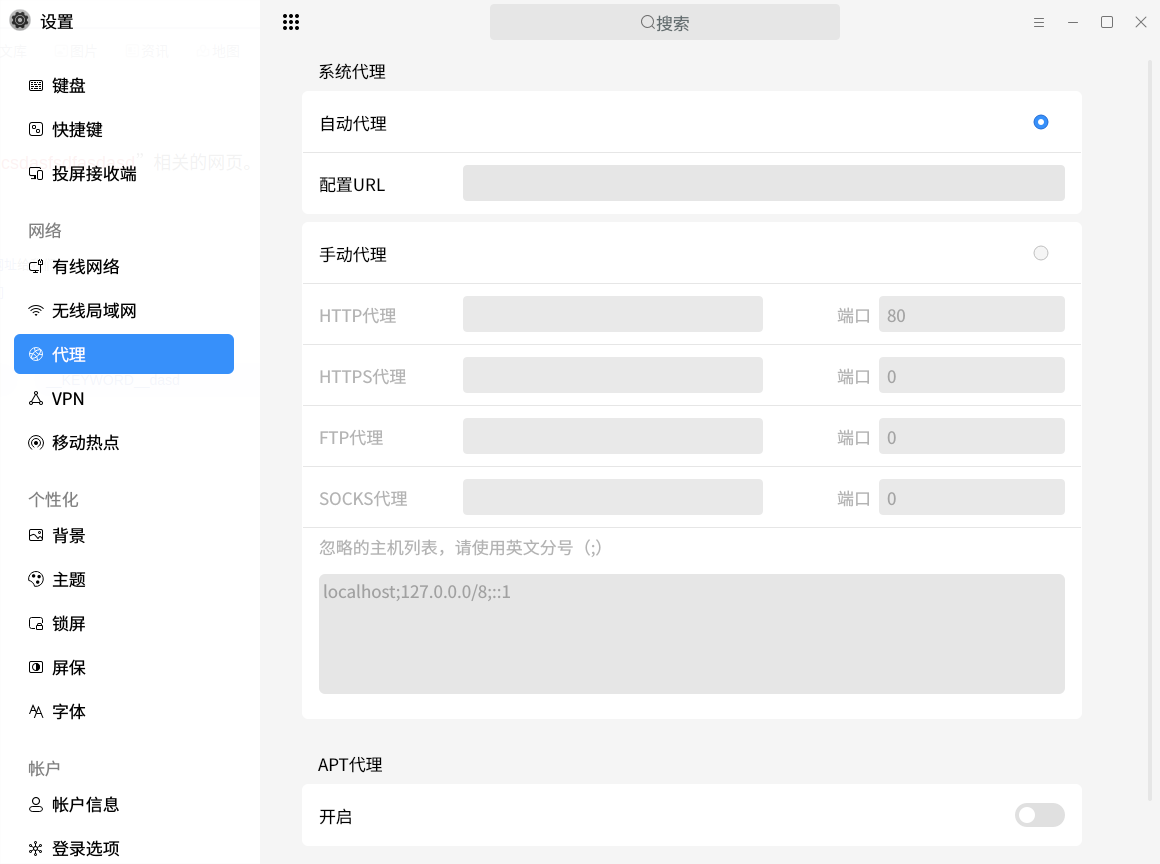 设置
搜索
键盘
快捷键
相关的网页。
投屏接收端
网络
有线网络
无线局域网
代理
__KEYWORD__dasd
VPN
移动热点
个性化
背景
主题
锁屏
屏保
字体
帐户
帐户信息
登录选项
系统代理
自动代理
配置URL
手动代理
HTTP代理 端口 80
HTTPS代理 端口 0
FTP代理 端口 0
SOCKS代理 端口 0
忽略的主机列表，请使用英文分号（;）
localhost;127.0.0.0/8;::1
APT代理
开启